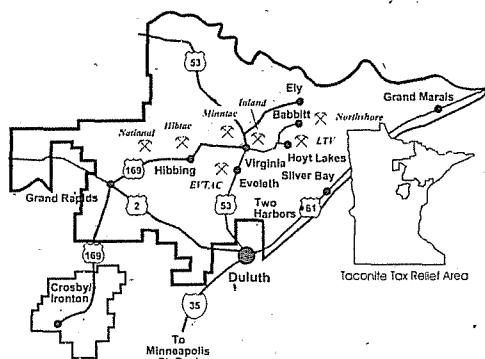 53
Ely
Babbitt
Grand Marais
Inland
Minntac
Northshore
Hibtac
National
LTV
169
Hibbing
Virginia
Hoyt Lakes
EVTAC
Eveleth
Silver Bay
Grand Rapids
2
53
Two
Harbors
61
169
Duluth
Taconite Tax Relief Area
Crosby/
Ironton
35
To
Minneapolis